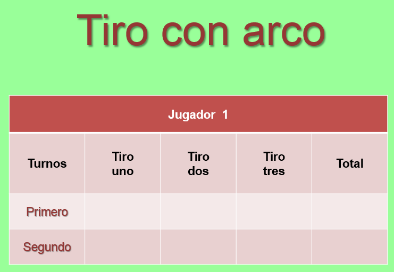 Tiro con arco
Jugador 1
Turnos Tiro uno Tiro dos Tiro tres Total
Primero
Segundo